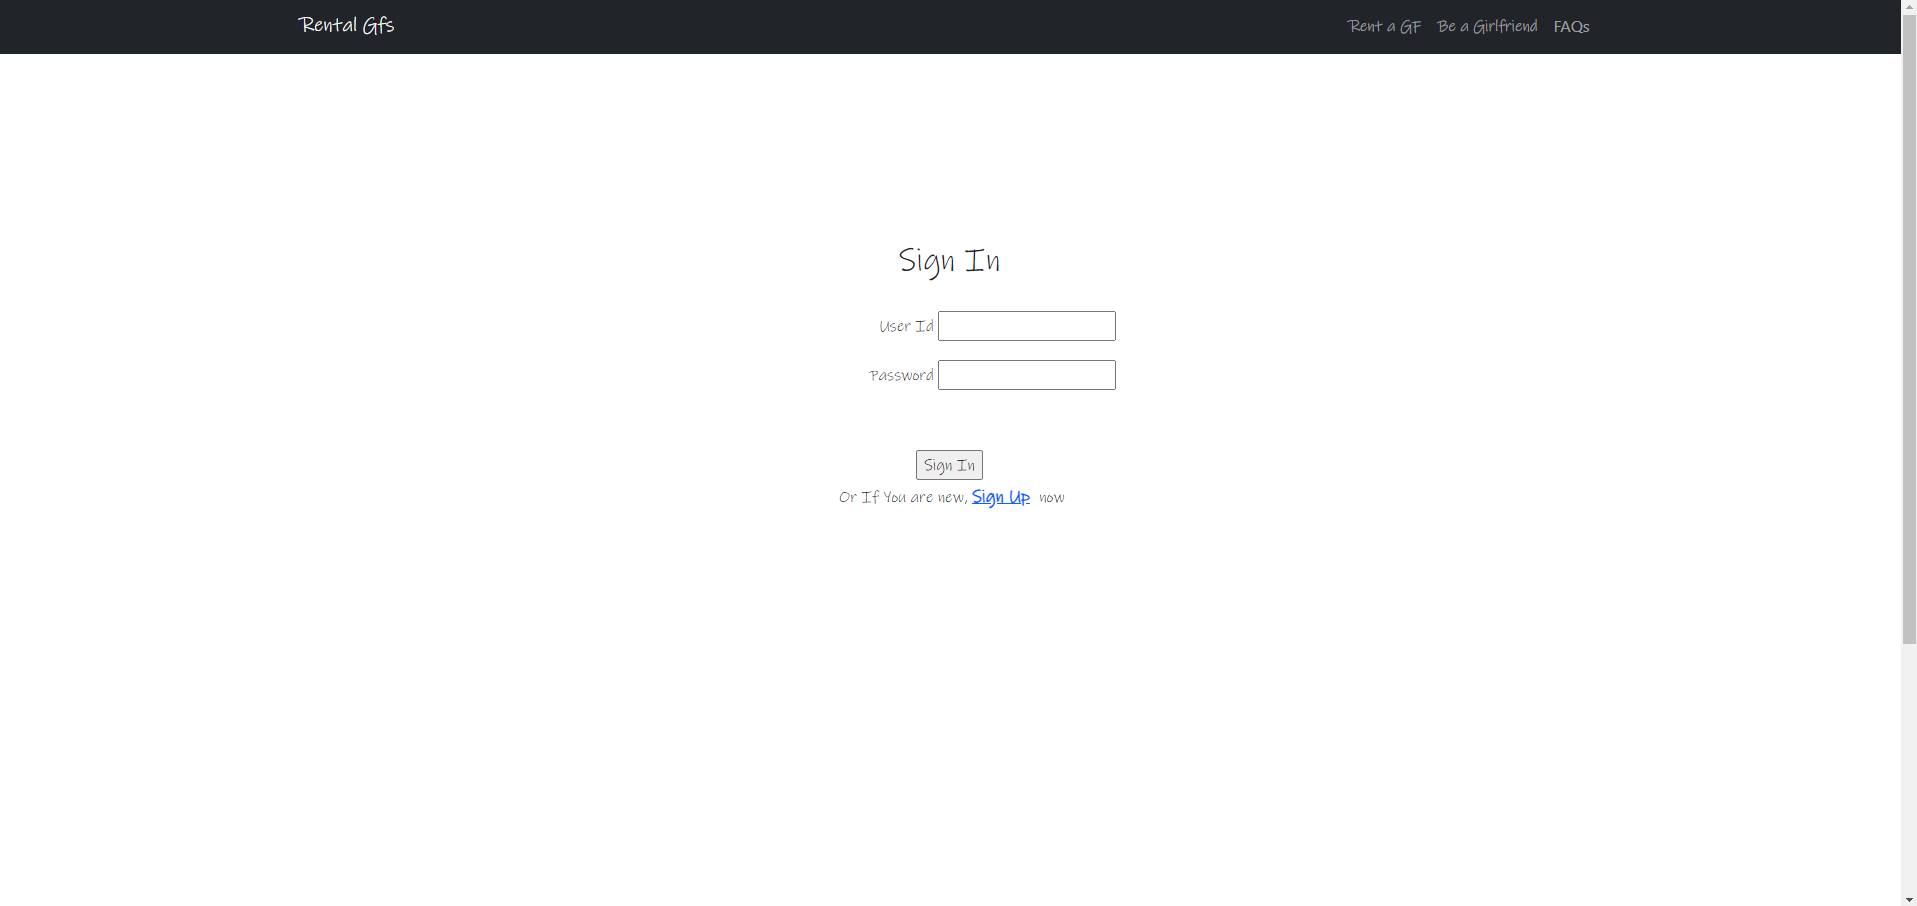 Rental Gfs
Rent a GF Be a Girlfriend FAQs
Sign In
User Id
Password
Sign In
Or If You are new, Sign Up now